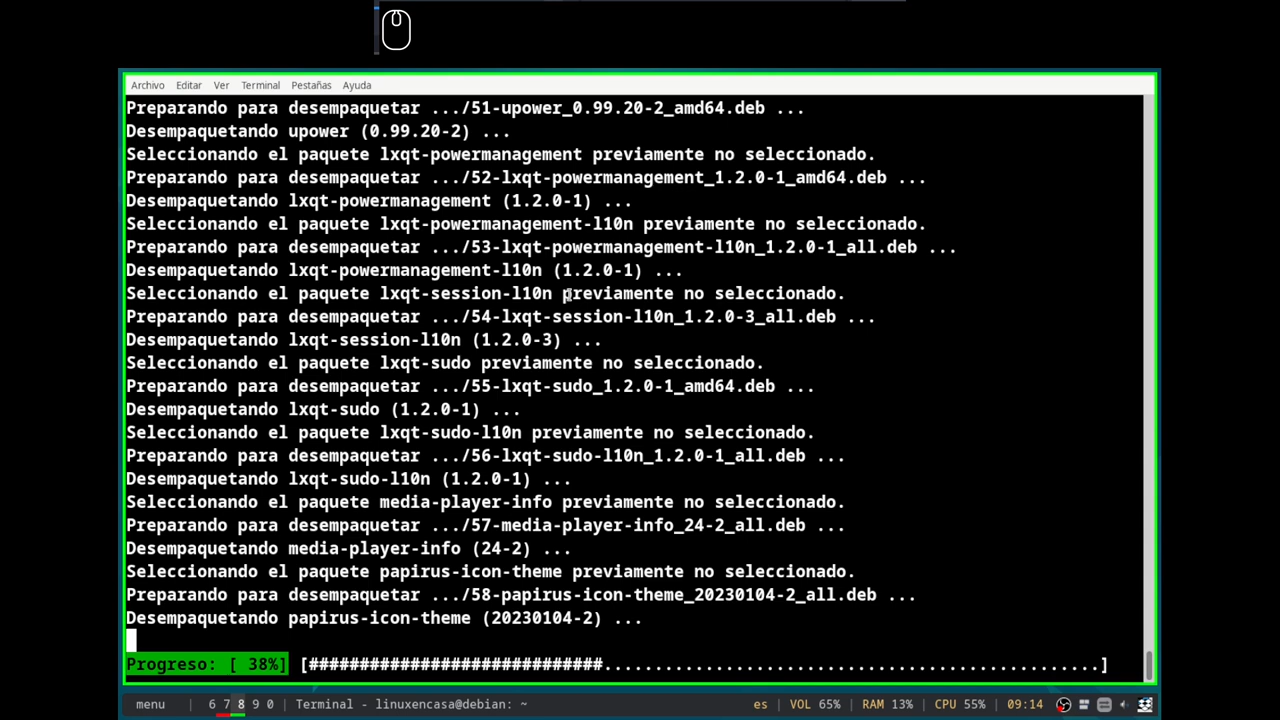 Archivo Editar Ver Terminal Pestañas Ayuda
Preparando para desempaquetar .../51-upower_0.99.20-2_amd64.deb ...
Desempaquetando upower (0.99.20-2) ...
Seleccionando el paquete lxqt-powermanagement previamente no seleccionado.
Preparando para desempaquetar .../52-lxqt-powermanagement_1.2.0-1_amd64.deb ...
Desempaquetando lxqt-powermanagement (1.2.0-1) ...
Seleccionando el paquete lxqt-powermanagement-l10n previamente no seleccionado.
Preparando para desempaquetar .../53-lxqt-powermanagement-l10n_1.2.0-1_all.deb ...
Desempaquetando lxqt-powermanagement-l10n (1.2.0-1) ...
Seleccionando el paquete lxqt-session-l10n previamente no seleccionado.
Preparando para desempaquetar .../54-lxqt-session-l10n_1.2.0-3_all.deb ...
Desempaquetando lxqt-session-l10n (1.2.0-3) ...
Seleccionando el paquete lxqt-sudo previamente no seleccionado.
Preparando para desempaquetar .../55-lxqt-sudo_1.2.0-1_amd64.deb ...
Desempaquetando lxqt-sudo (1.2.0-1) ...
Seleccionando el paquete lxqt-sudo-l10n previamente no seleccionado.
Preparando para desempaquetar .../56-lxqt-sudo-l10n_1.2.0-1_all.deb ...
Desempaquetando lxqt-sudo-l10n (1.2.0-1) ...
Seleccionando el paquete media-player-info previamente no seleccionado.
Preparando para desempaquetar .../57-media-player-info_24-2_all.deb ...
Desempaquetando media-player-info (24-2) ...
Seleccionando el paquete papirus-icon-theme previamente no seleccionado.
Preparando para desempaquetar .../58-papirus-icon-theme_20230104-2_all.deb ...
Desempaquetando papirus-icon-theme (20230104-2) ...
Progreso: [ 38%] [#############################.................................................]
menu | 6 7 8 9 0 | Terminal - linuxencasa@debian: ~ es | VOL 65% | RAM 13% | CPU 55% | 09:14